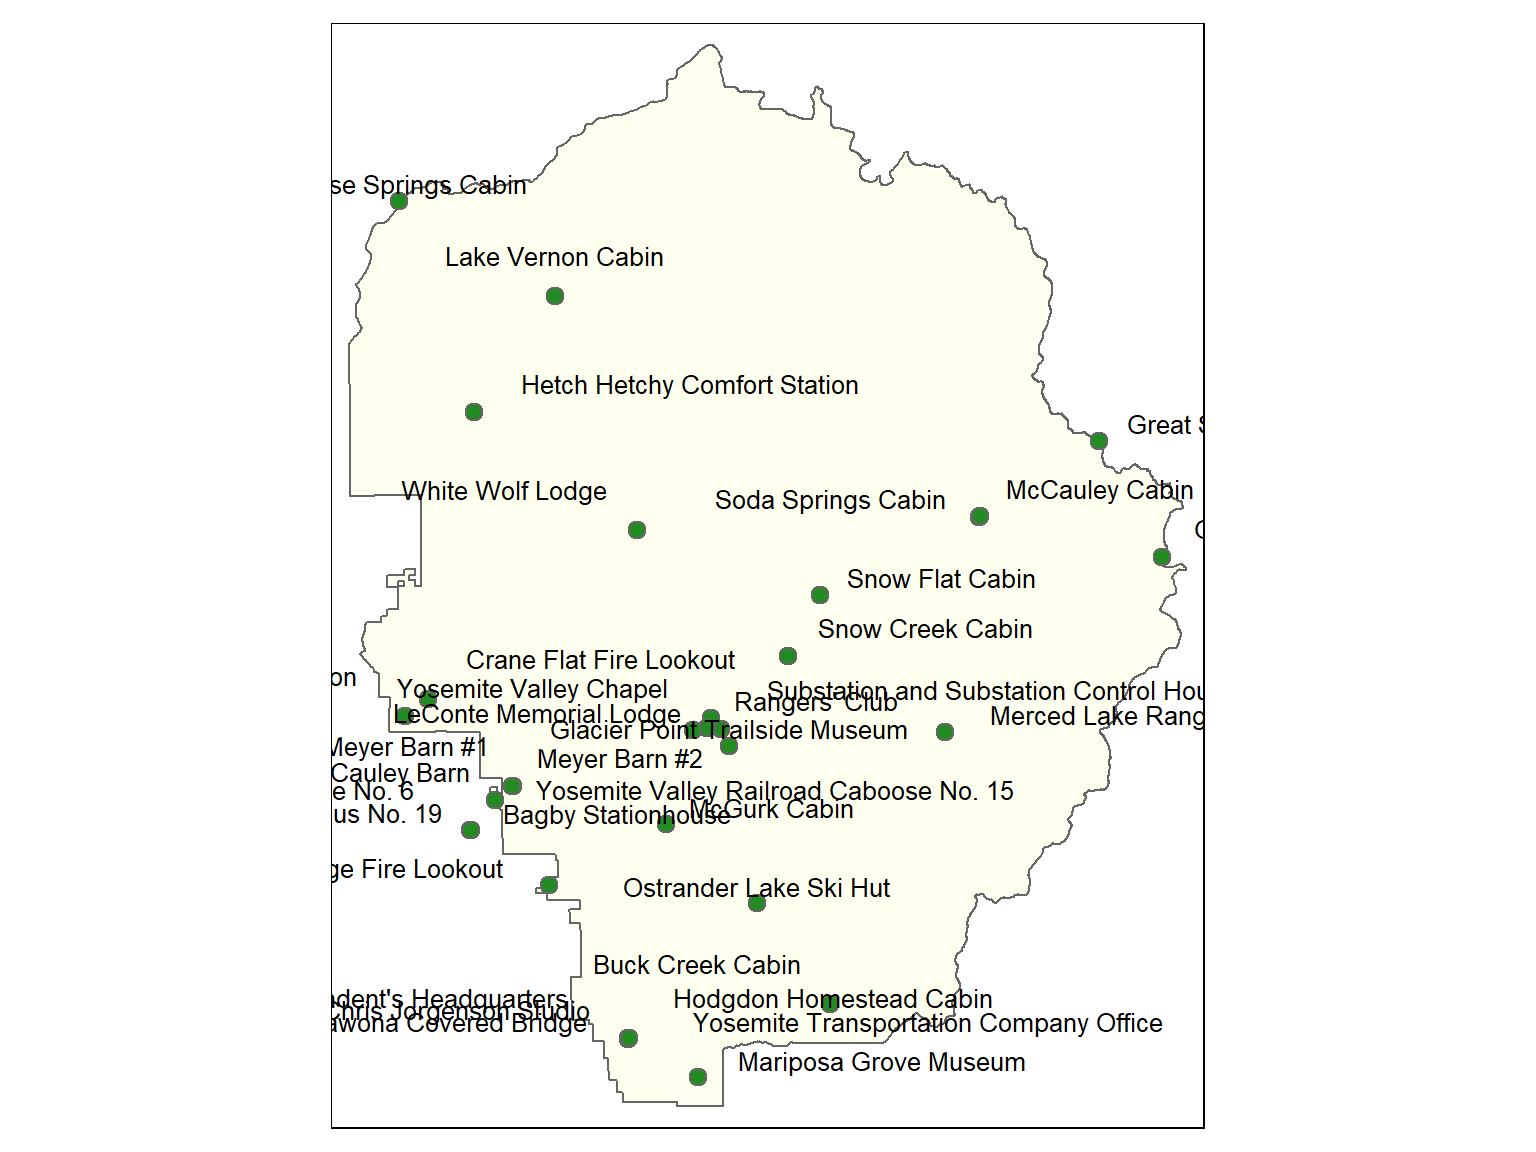 se Springs Cabin
Lake Vernon Cabin
Hetch Hetchy Comfort Station
Great S
White Wolf Lodge
Soda Springs Cabin
McCauley Cabin
Snow Flat Cabin
Snow Creek Cabin
Crane Flat Fire Lookout
on
Yosemite Valley Chapel
Substation and Substation Control Hou
Rangers' Club
LeConte Memorial Lodge
Merced Lake Rang
Glacier Point Trailside Museum
Meyer Barn #1
Meyer Barn #2
Cauley Barn
e No. 6
Yosemite Valley Railroad Caboose No. 15
McGurk Cabin
us No. 19
Bagby Stationhouse
ge Fire Lookout
Ostrander Lake Ski Hut
Buck Creek Cabin
dent's Headquarters
Hodgdon Homestead Cabin
Chris Jorgenson Studio
awona Covered Bridge
Yosemite Transportation Company Office
Mariposa Grove Museum